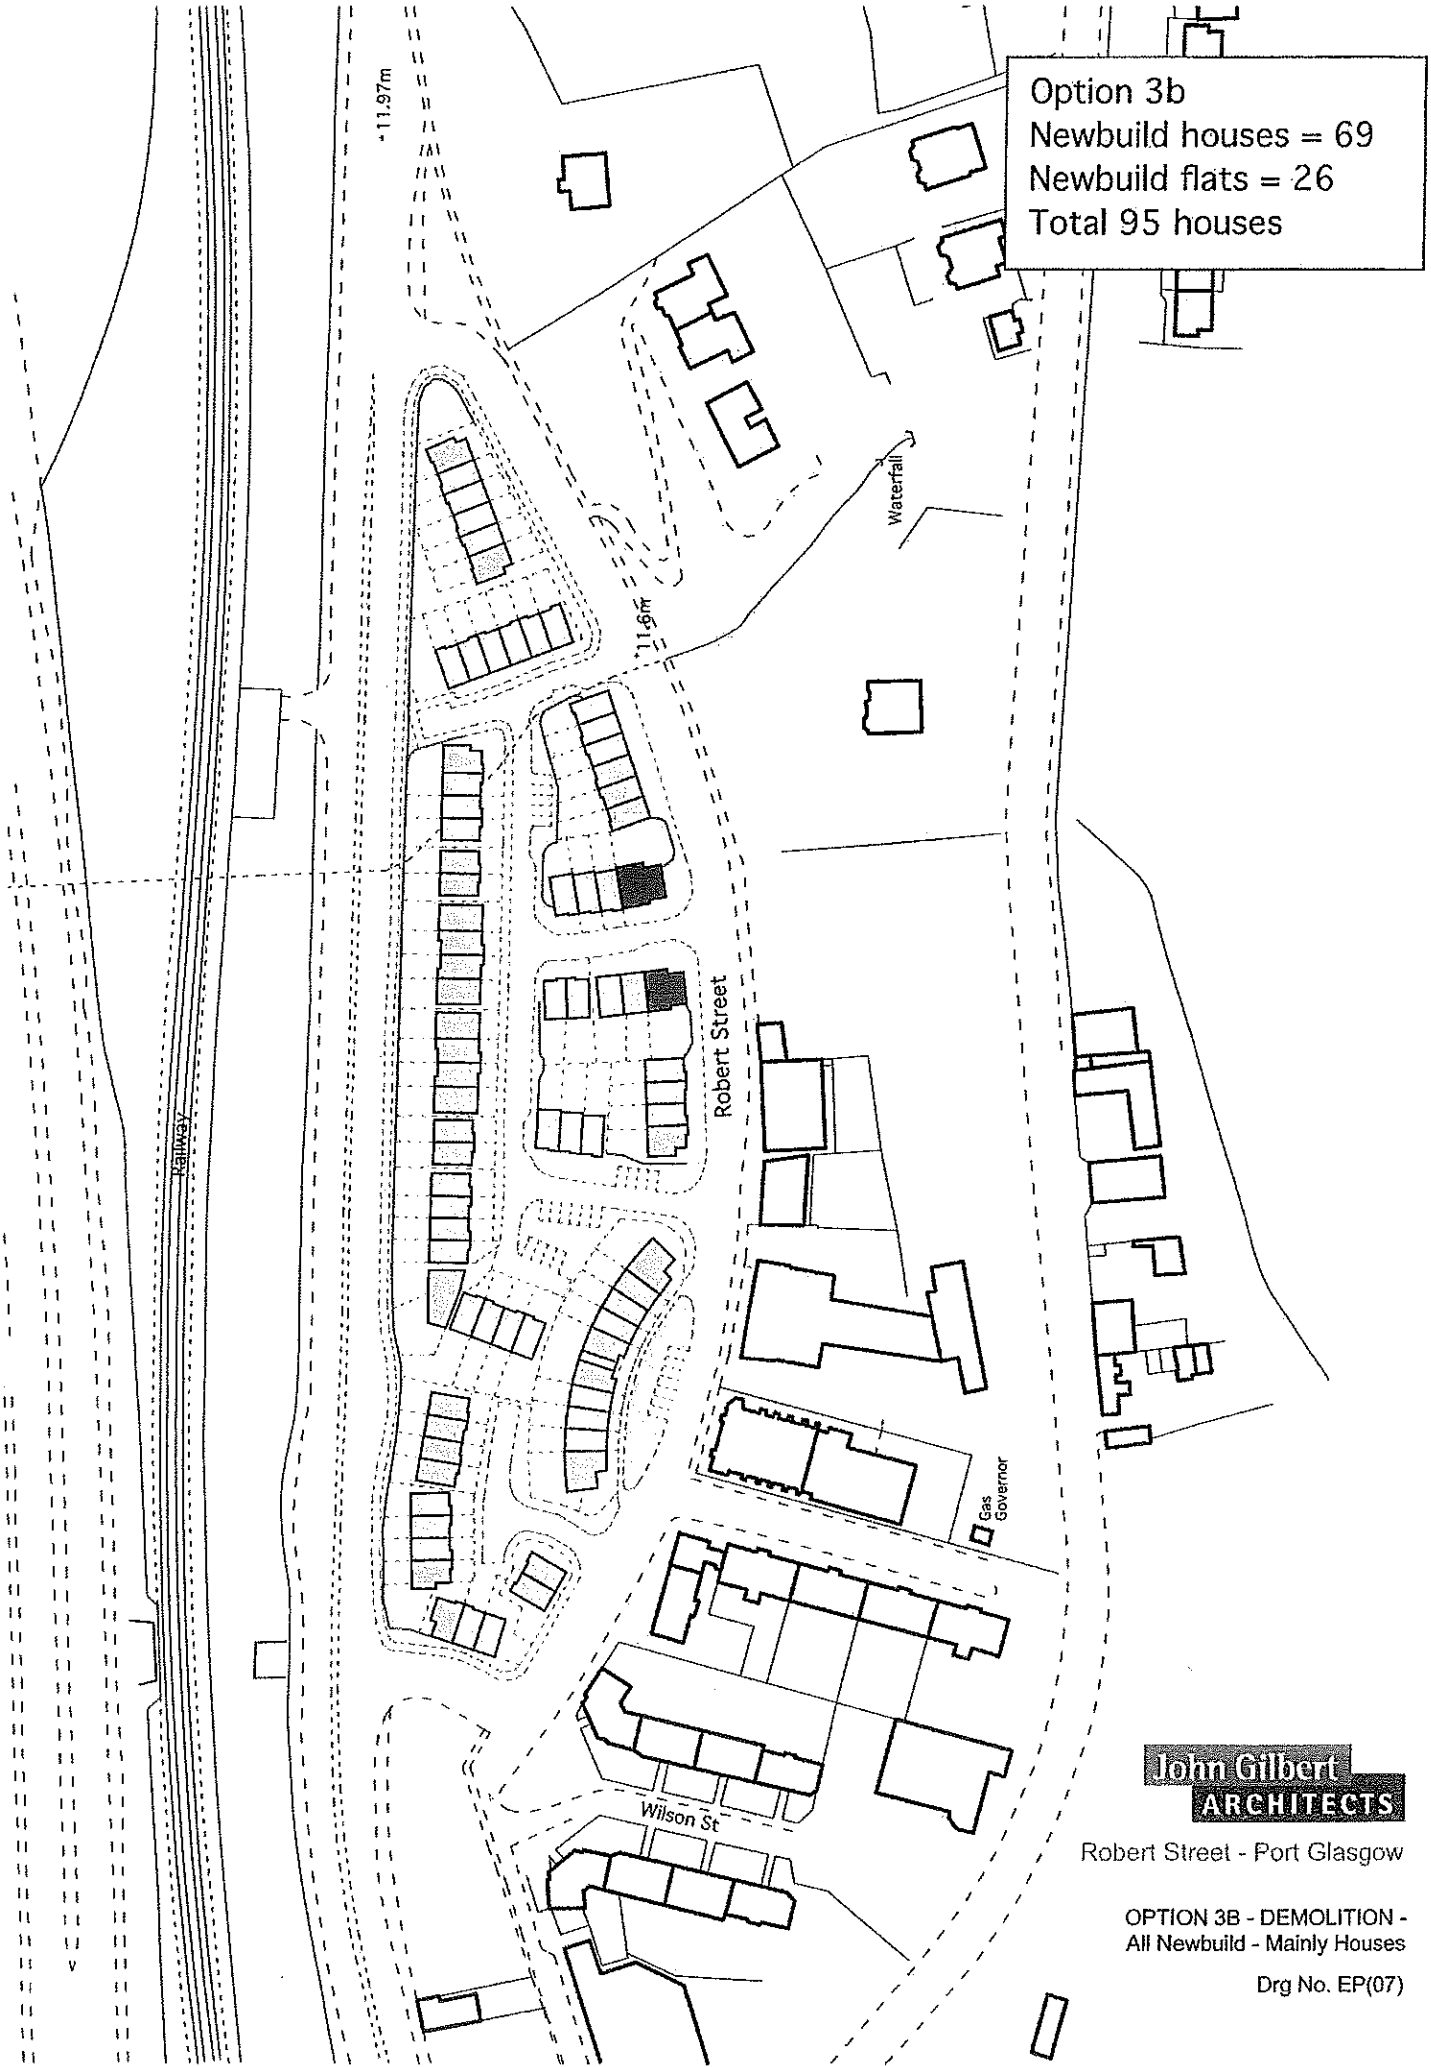 Option 3b
Newbuild houses = 69
Newbuild flats = 26
Total 95 houses
+11.97m
Waterfall
+11.6m
Robert Street
Railway
Gas
Governor
Wilson St
John Gilbert
ARCHITECTS
Robert Street - Port Glasgow
OPTION 3B - DEMOLITION -
All Newbuild - Mainly Houses
Drg No. EP(07)